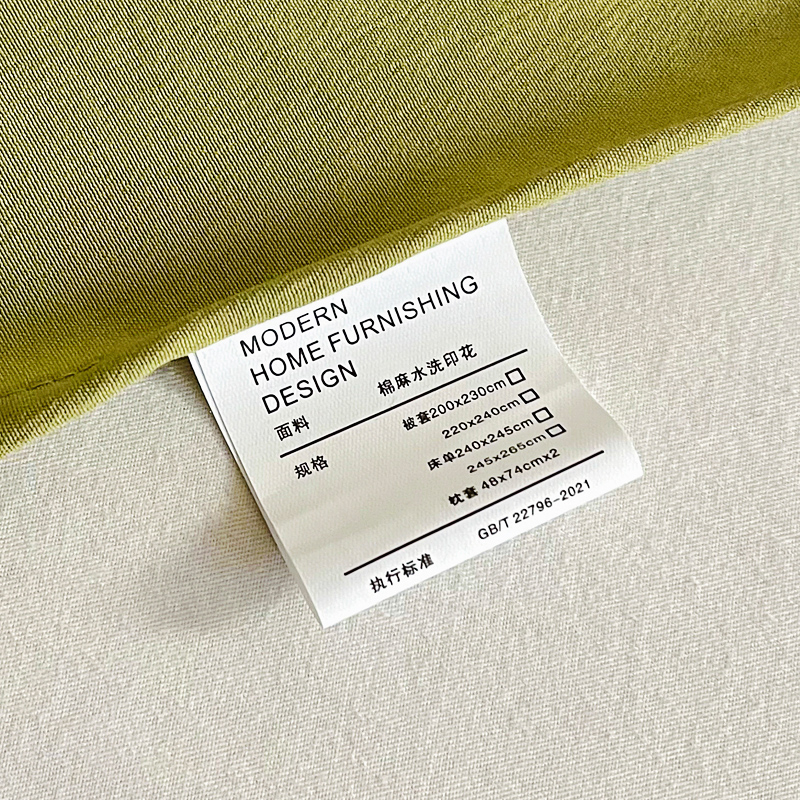 MODERN
HOME FURNISHING
DESIGN
面料 棉麻水洗印花
规格 被套200x230cm□
220x240cm□
床单240x245cm□
245x265cm□
枕套 48x74cmx2
执行标准 GB/T 22796-2021